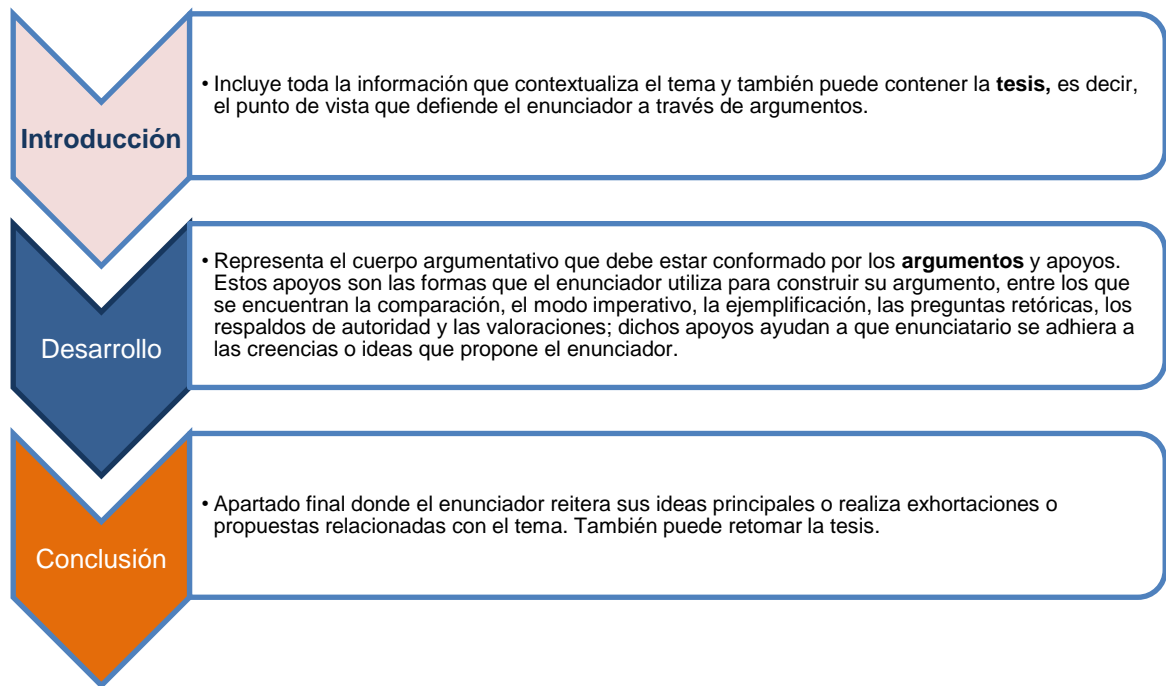 Introducción
• Incluye toda la información que contextualiza el tema y también puede contener la tesis, es decir,
el punto de vista que defiende el enunciador a través de argumentos.
Desarrollo
• Representa el cuerpo argumentativo que debe estar conformado por los argumentos y apoyos.
Estos apoyos son las formas que el enunciador utiliza para construir su argumento, entre los que
se encuentran la comparación, el modo imperativo, la ejemplificación, las preguntas retóricas, los
respaldos de autoridad y las valoraciones; dichos apoyos ayudan a que enunciatario se adhiera a
las creencias o ideas que propone el enunciador.
Conclusión
• Apartado final donde el enunciador reitera sus ideas principales o realiza exhortaciones o
propuestas relacionadas con el tema. También puede retomar la tesis.